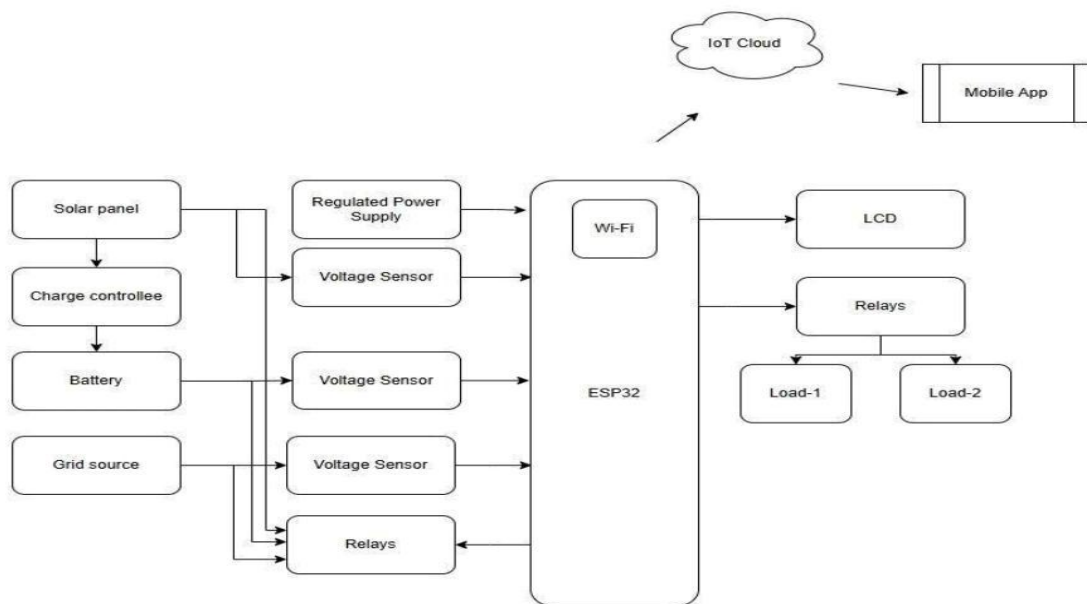 IoT Cloud
Mobile App
Solar panel
Regulated Power
Supply
Wi-Fi
LCD
Charge controllee
Voltage Sensor
Relays
Battery
Voltage Sensor
ESP32
Load-1
Load-2
Grid source
Voltage Sensor
Relays